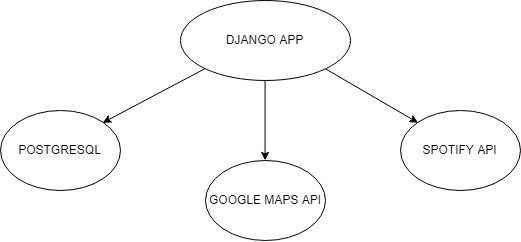 DJANGO APP
POSTGRESQL
SPOTIFY API
GOOGLE MAPS API